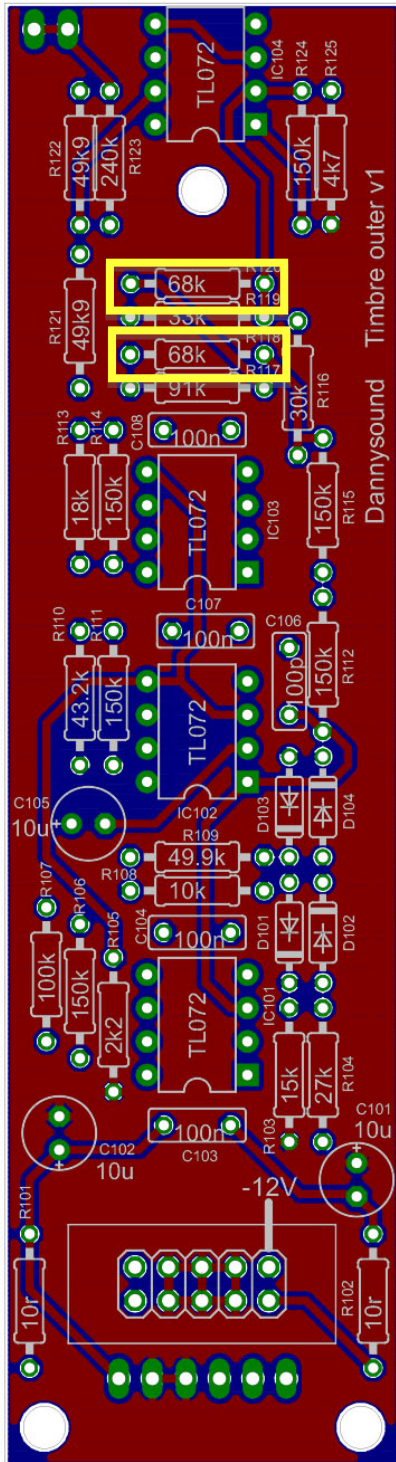 TL072
IC104
R124
R125
R122
49k9
240k
R123
150k
4k7
R121
49k9
68k
R120
R119
33k
68k
R118
R117
91k
R116
30k
Timbre outer v1
Dannysound
C108
100n
R113
R114
18k
150k
TL072
IC103
150k
R115
C107
100n
C106
100p
R110
R111
43.2k
150k
TL072
IC102
150k
R112
C105
10u
+
D103
D104
R109
49.9k
R108
10k
R107
R106
R105
100k
150k
2k2
C104
100n
TL072
IC101
D101
D102
15k
27k
R103
R104
C101
10u
+
C102
10u
+
100n
C103
-12V
R101
10r
R102
10r